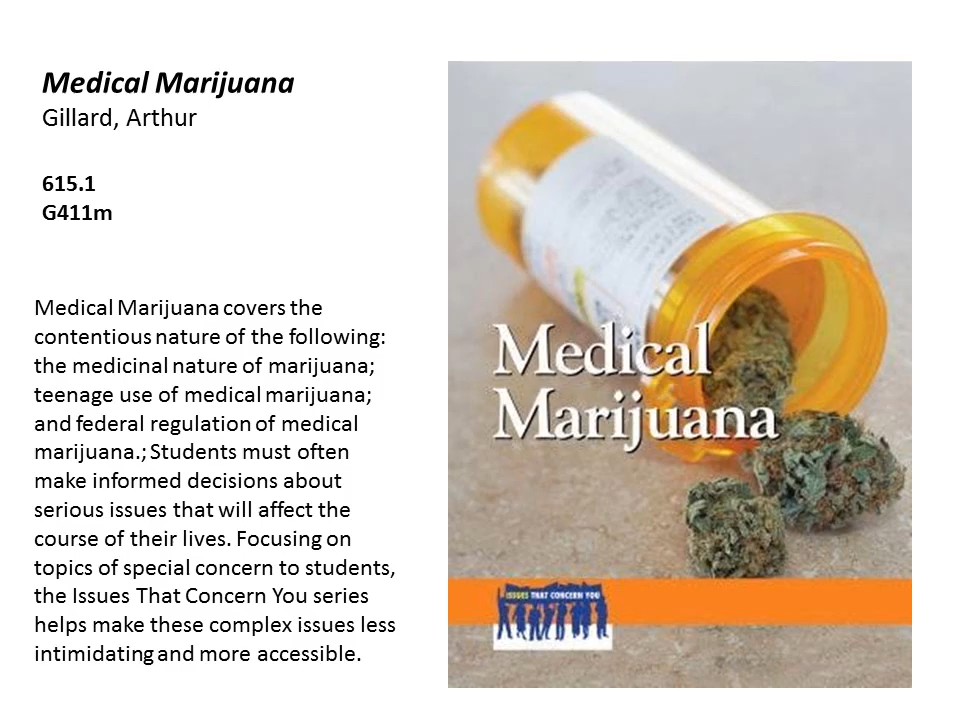 Medical Marijuana
Gillard, Arthur
615.1
G411m
Medical Marijuana covers the
contentious nature of the following:
the medicinal nature of marijuana;
teenage use of medical marijuana;
and federal regulation of medical
marijuana.; Students must often
make informed decisions about
serious issues that will affect the
course of their lives. Focusing on
topics of special concern to students,
the Issues That Concern You series
helps make these complex issues less
intimidating and more accessible.
Medical
Marijuana
ISSUES THAT CONCERN YOU